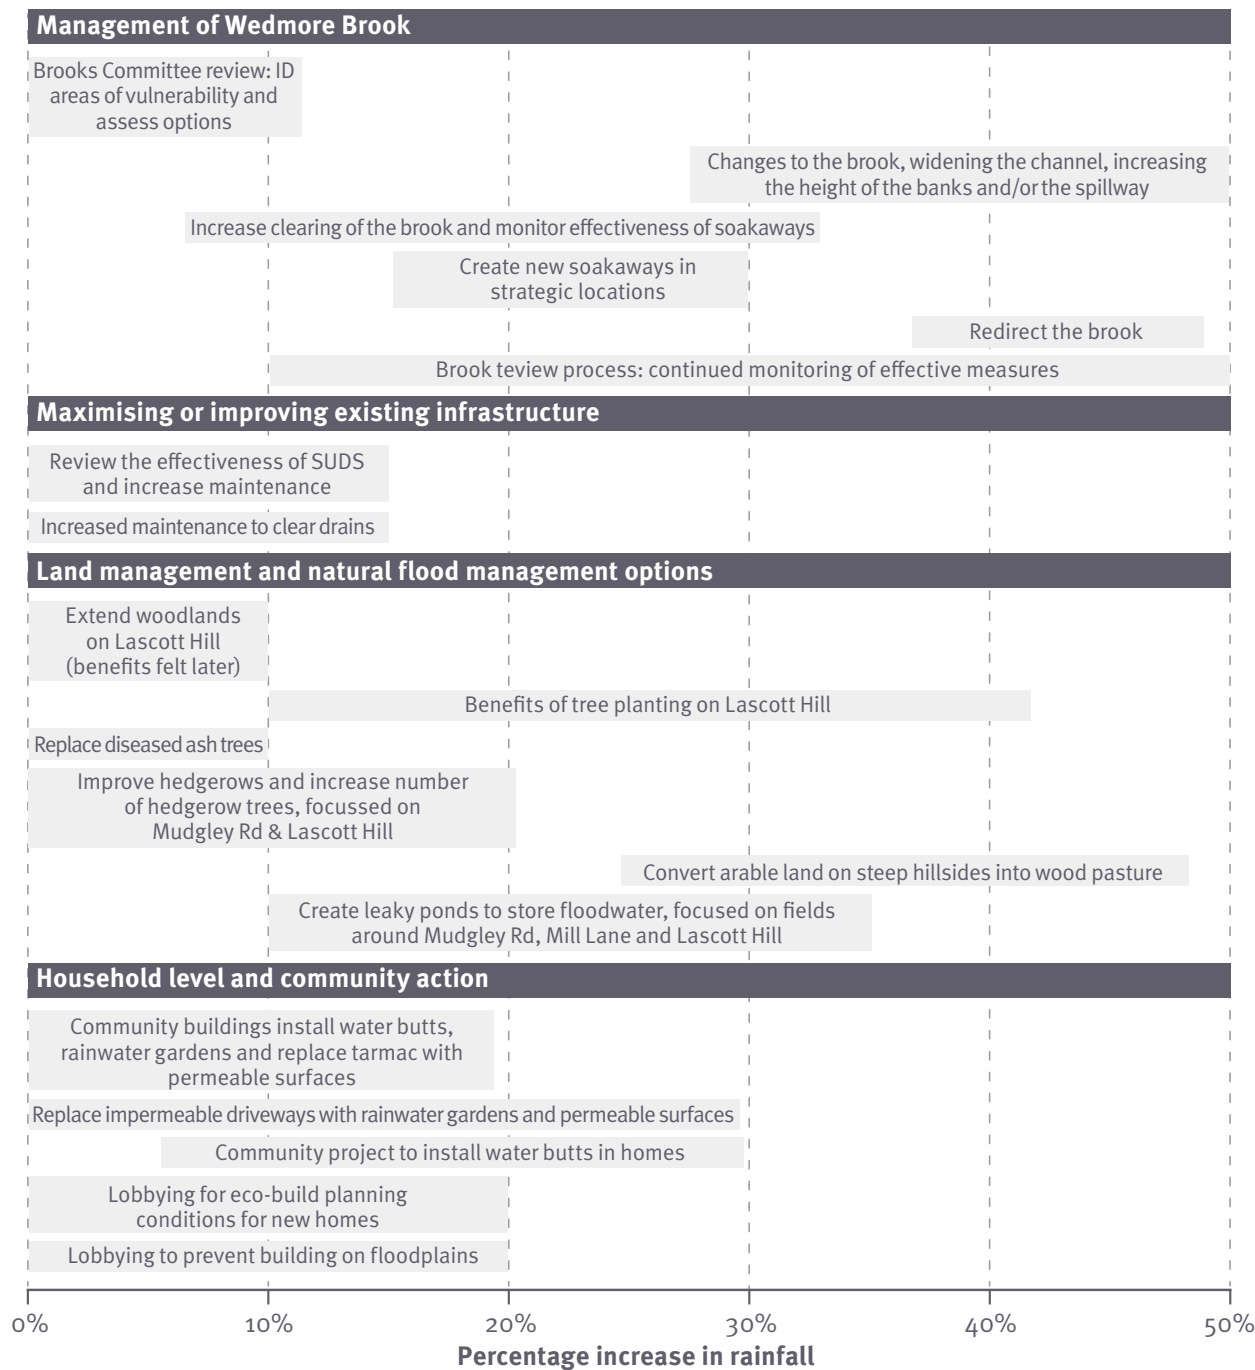 Management of Wedmore Brook
Brooks Committee review: ID
areas of vulnerability and
assess options
Changes to the brook, widening the channel, increasing
the height of the banks and/or the spillway
Increase clearing of the brook and monitor effectiveness of soakaways
Create new soakaways in
strategic locations
Redirect the brook
Brook teview process: continued monitoring of effective measures
Maximising or improving existing infrastructure
Review the effectiveness of SUDS
and increase maintenance
Increased maintenance to clear drains
Land management and natural flood management options
Extend woodlands
on Lascott Hill
(benefits felt later)
Benefits of tree planting on Lascott Hill
Replace diseased ash trees
Improve hedgerows and increase number
of hedgerow trees, focussed on
Mudgley Rd & Lascott Hill
Convert arable land on steep hillsides into wood pasture
Create leaky ponds to store floodwater, focused on fields
around Mudgley Rd, Mill Lane and Lascott Hill
Household level and community action
Community buildings install water butts,
rainwater gardens and replace tarmac with
permeable surfaces
Replace impermeable driveways with rainwater gardens and permeable surfaces
Community project to install water butts in homes
Lobbying for eco-build planning
conditions for new homes
Lobbying to prevent building on floodplains
0% 10% 20% 30% 40% 50%
Percentage increase in rainfall